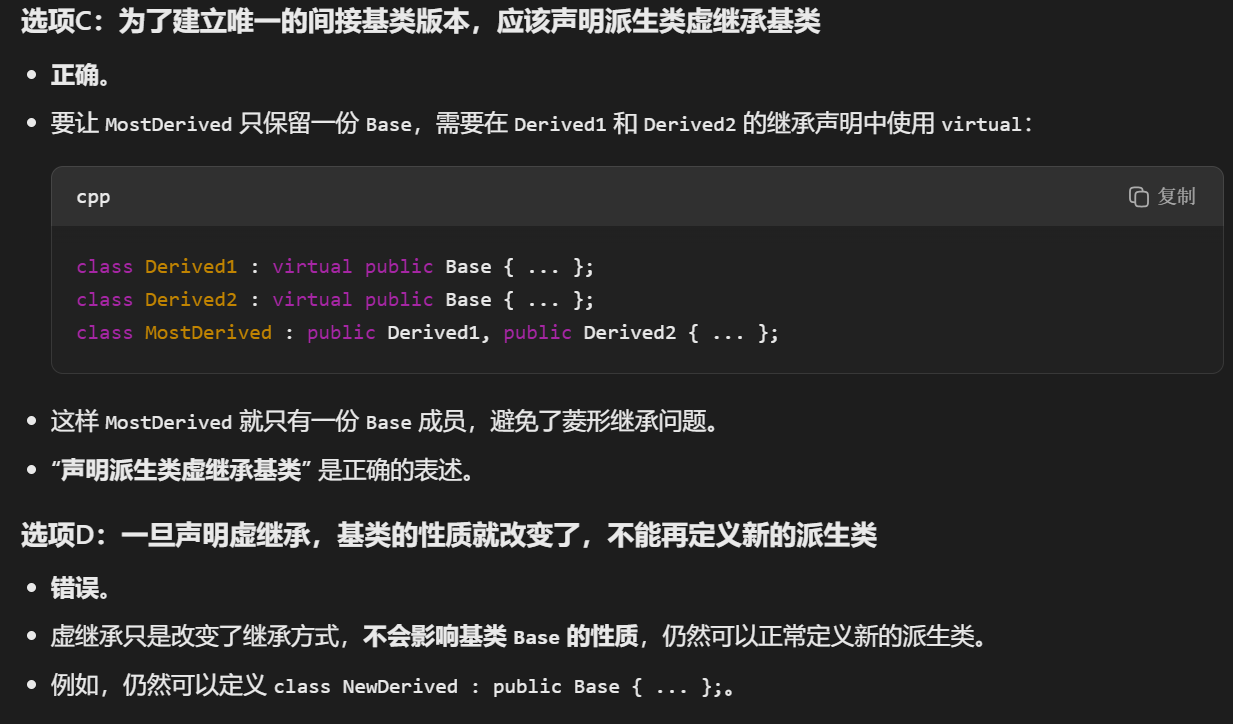 选项C：为了建立唯一的间接基类版本，应该声明派生类虚继承基类
• 正确。
• 要让 MostDerived 只保留一份 Base，需要在 Derived1 和 Derived2 的继承声明中使用 virtual：
cpp 复制
class Derived1 : virtual public Base { ... };
class Derived2 : virtual public Base { ... };
class MostDerived : public Derived1, public Derived2 { ... };
• 这样 MostDerived 就只有一份 Base 成员，避免了菱形继承问题。
• “声明派生类虚继承基类” 是正确的表述。
选项D：一旦声明虚继承，基类的性质就改变了，不能再定义新的派生类
• 错误。
• 虚继承只是改变了继承方式，不会影响基类 Base 的性质，仍然可以正常定义新的派生类。
• 例如，仍然可以定义 class NewDerived : public Base { ... };。